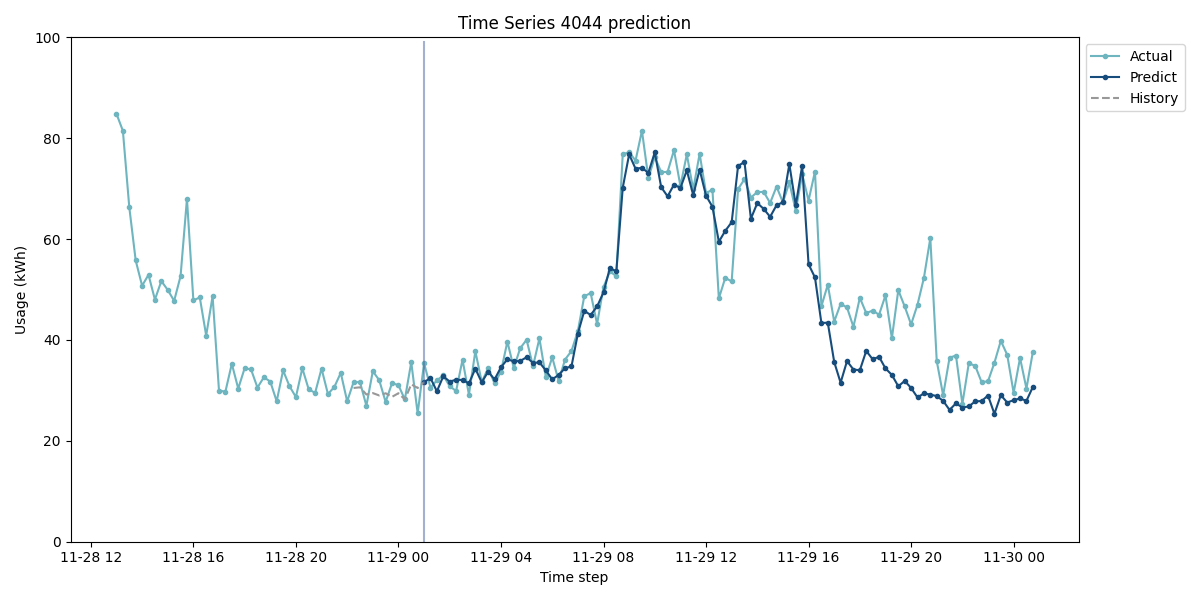 Time Series 4044 prediction
100
80
60
40
20
0
Usage (kWh)
11-28 12
11-28 16
11-28 20
11-29 00
11-29 04
11-29 08
11-29 12
11-29 16
11-29 20
11-30 00
Time step
Actual
Predict
History